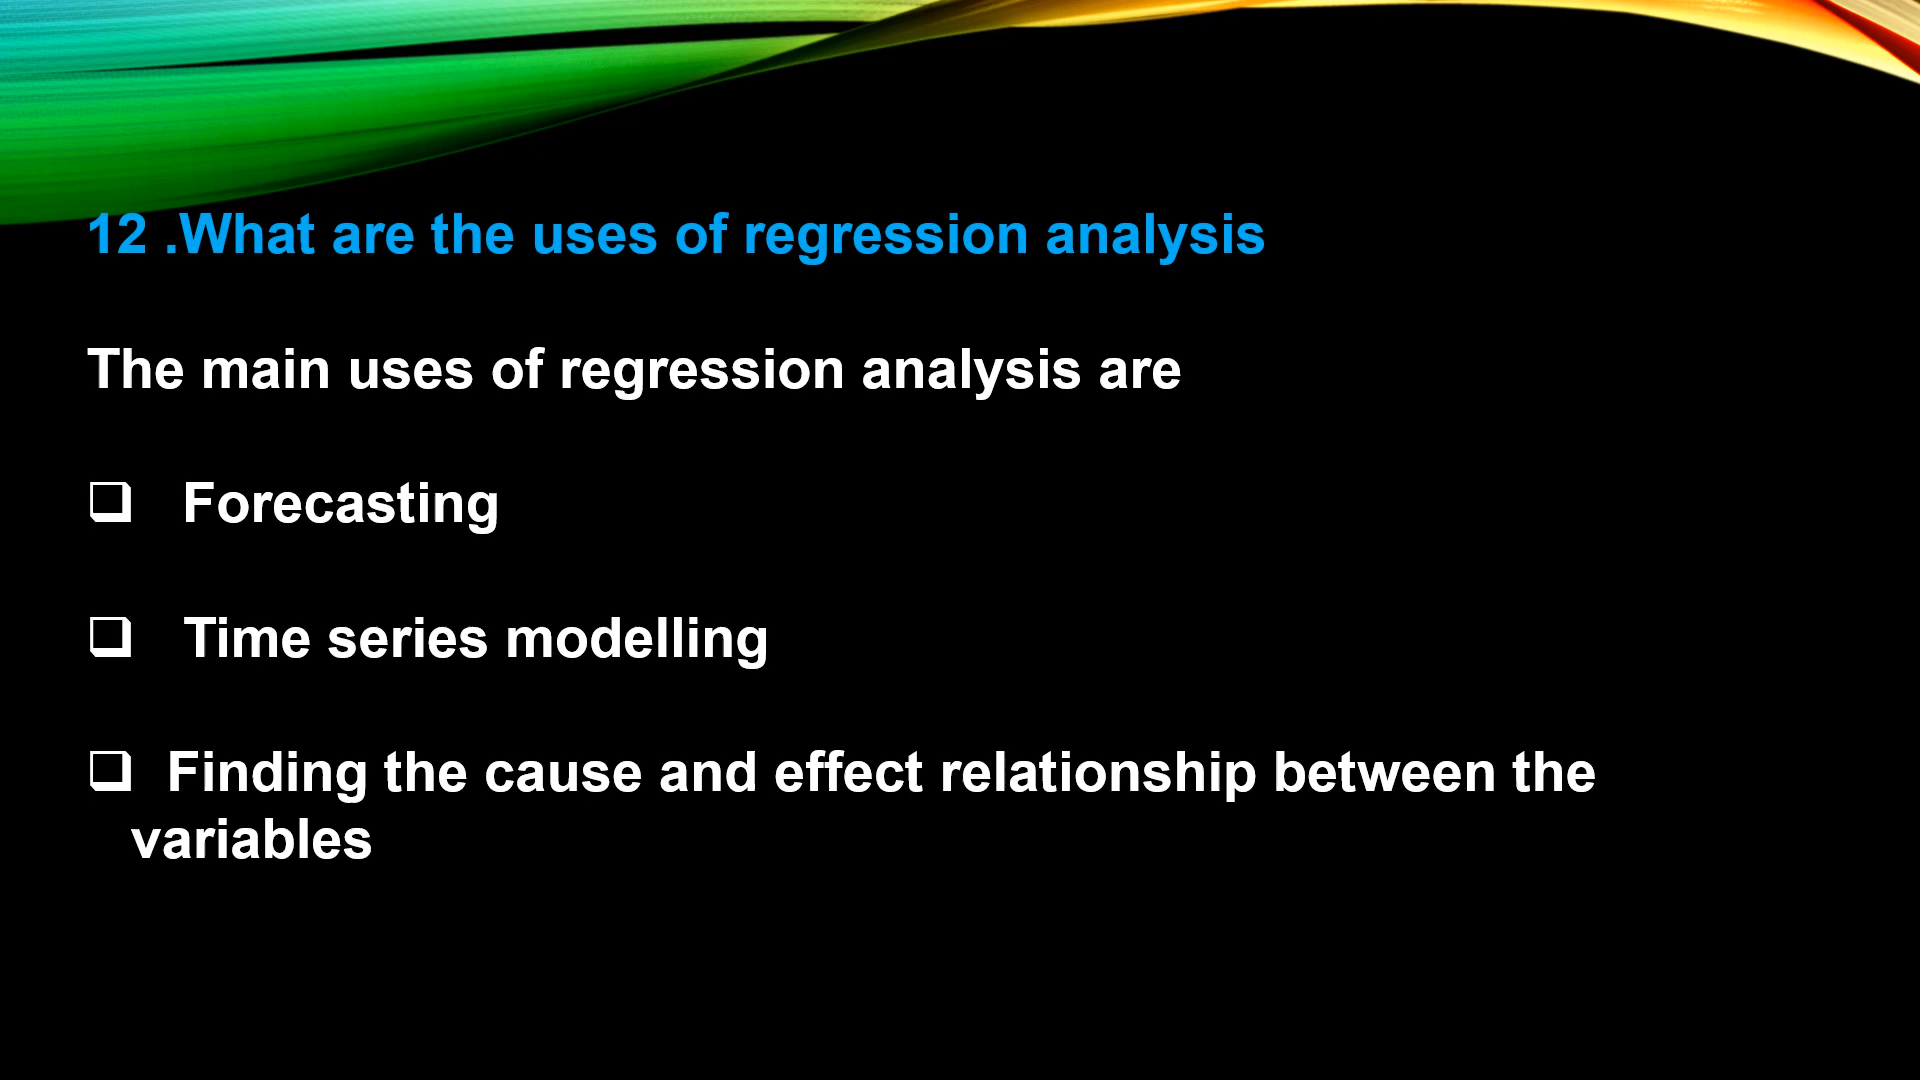 12 .What are the uses of regression analysis
The main uses of regression analysis are
❑ Forecasting
❑ Time series modelling
❑ Finding the cause and effect relationship between the
variables